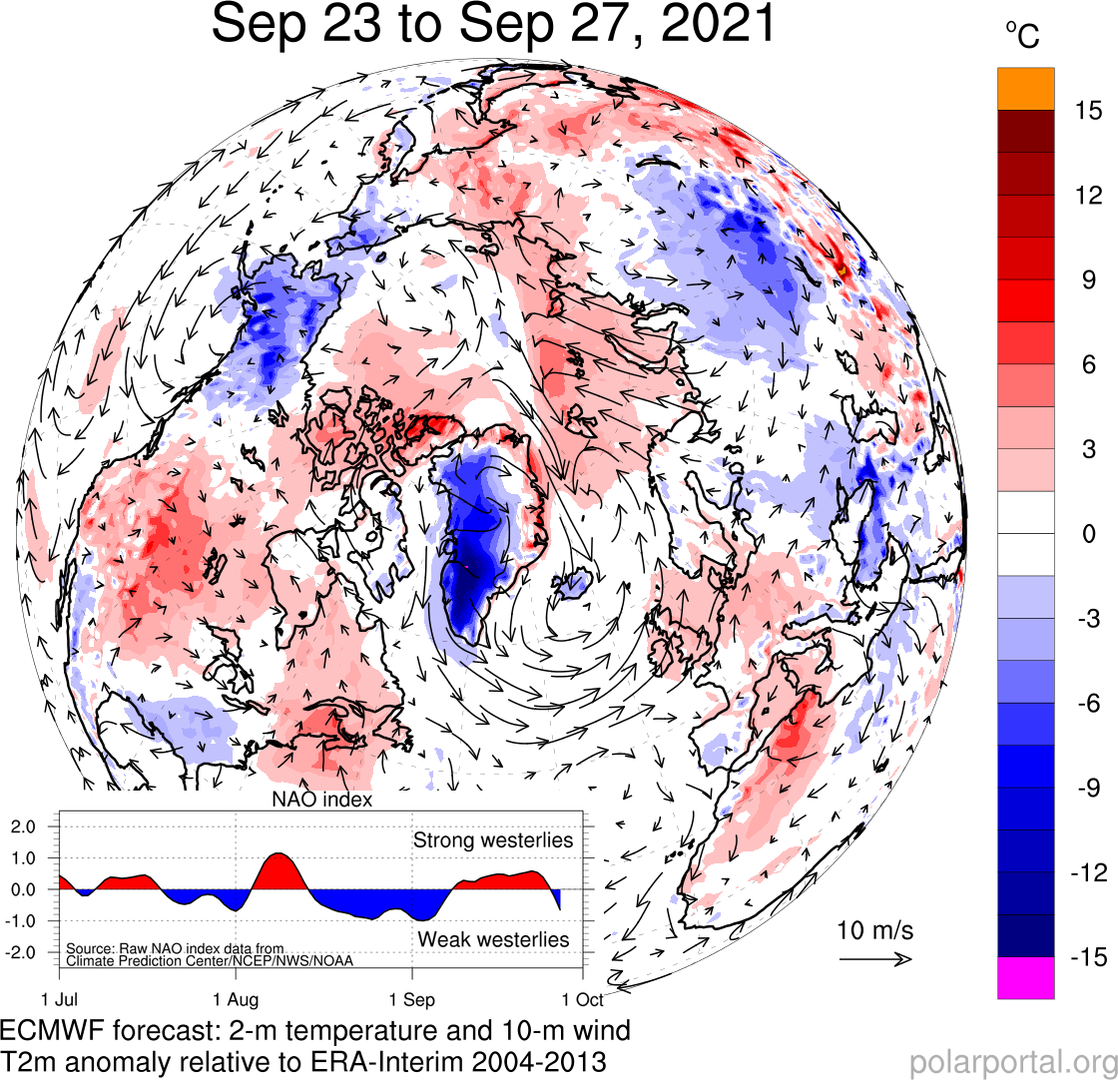 Sep 23 to Sep 27, 2021
°C
15
12
9
6
3
0
-3
-6
-9
-12
-15
10 m/s
NAO index
2.0
1.0
0.0
-1.0
-2.0
Strong westerlies
Weak westerlies
Source: Raw NAO index data from
Climate Prediction Center/NCEP/NWS/NOAA
1 Jul
1 Aug
1 Sep
1 Oct
ECMWF forecast: 2-m temperature and 10-m wind
T2m anomaly relative to ERA-Interim 2004-2013
polarportal.org